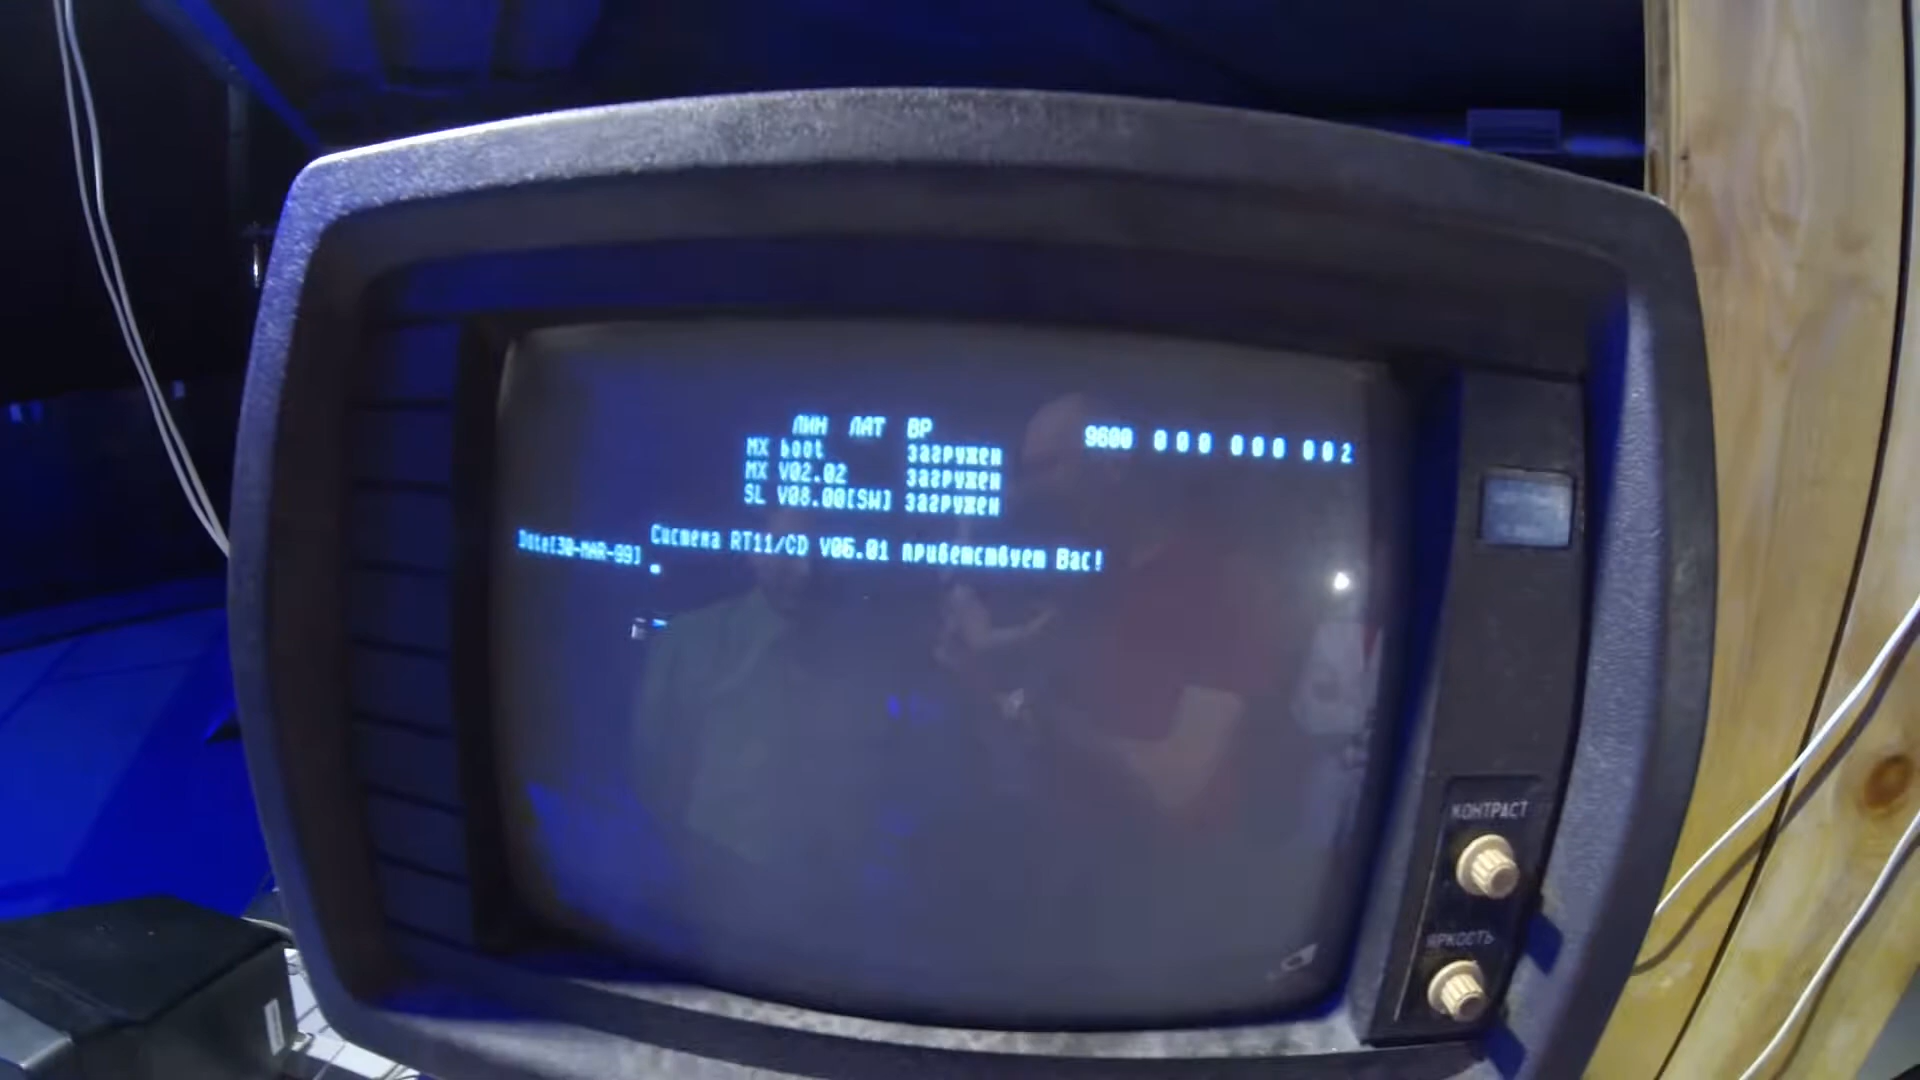 ЛИН ЛАТ ВР 9600 000 000 002
MX boot загружен
MX V02.02 загружен
SL V08.00[SW] загружен
Система RT11/CD V05.01 приветствует Вас!
Date[30-MAR-99]
КОНТРАСТ
ЯРКОСТЬ